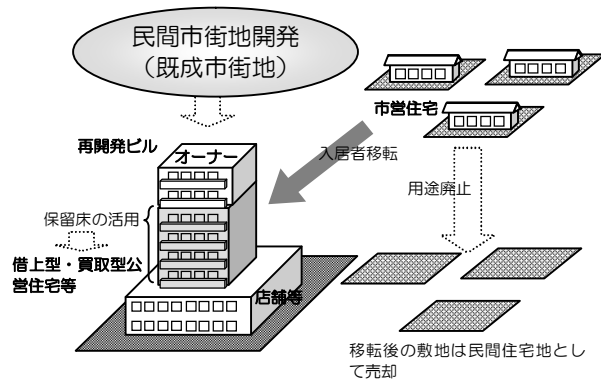 民間市街地開発
（既成市街地）
市営住宅
再開発ビル
オーナー
入居者移転
用途廃止
保留床の活用
借上型・買取型公
営住宅等
店舗等
移転後の敷地は民間住宅地とし
て売却